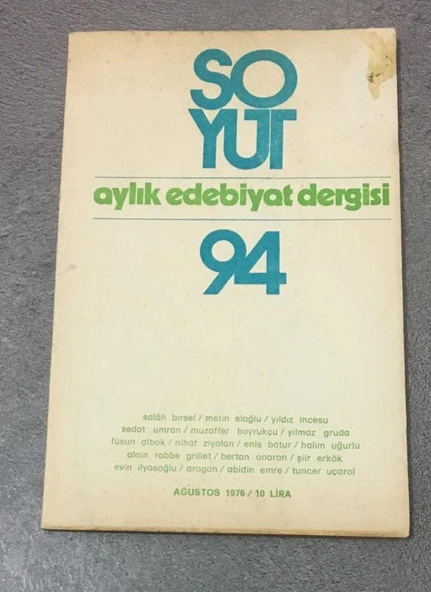 SO
YUT
aylık edebiyat dergisi
94
salâh birsel / metin eloğlu / yıldız incesu
sedat umran / muzaffer buyrukçu / yılmaz gruda
füsun altıok / nihat ziyalan / enis batur / halim uğurlu
alain robbe grillet / bertan onaran / şiir erkök
evin ilyasoğlu / aragon / abidin emre / tuncer uçarol
AĞUSTOS 1976 / 10 LİRA